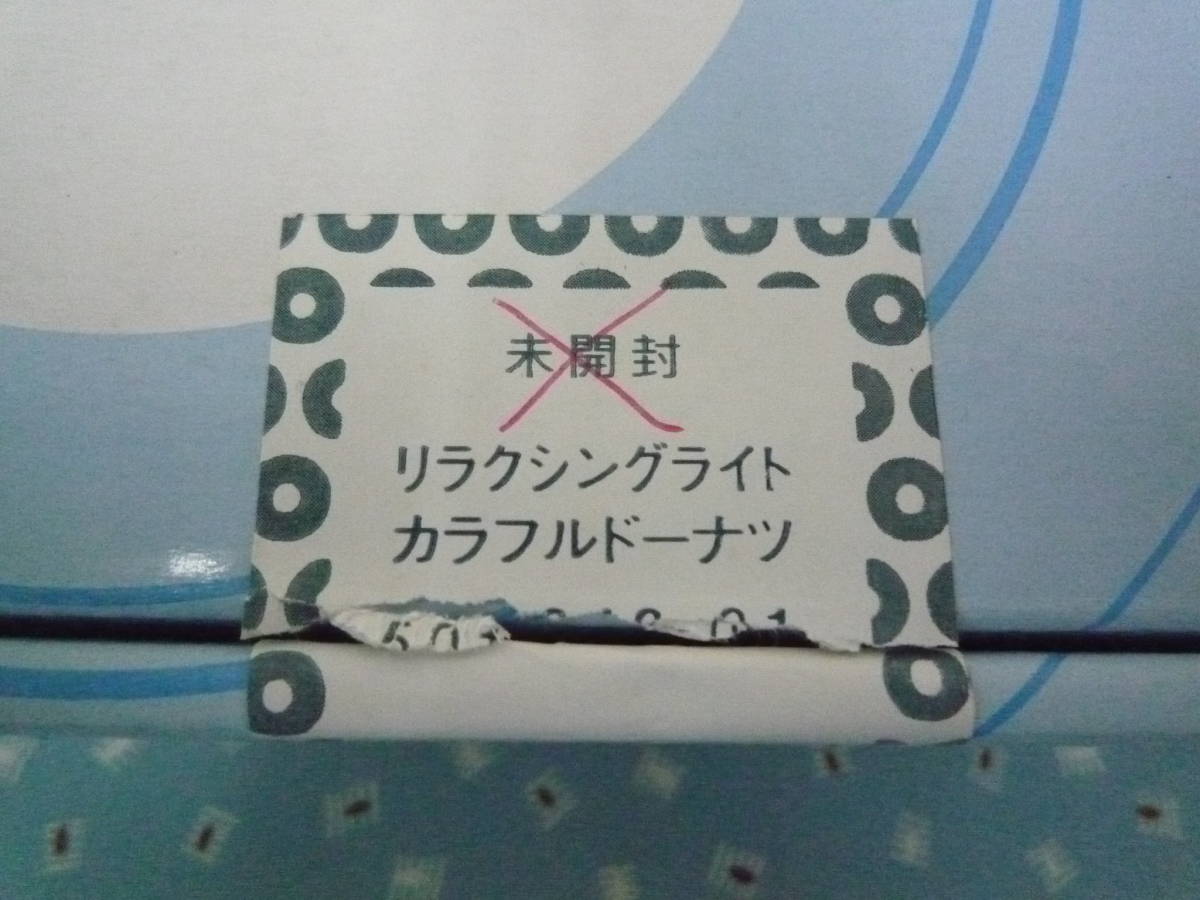 未開封
リラクシングライト
カラフルドーナツ